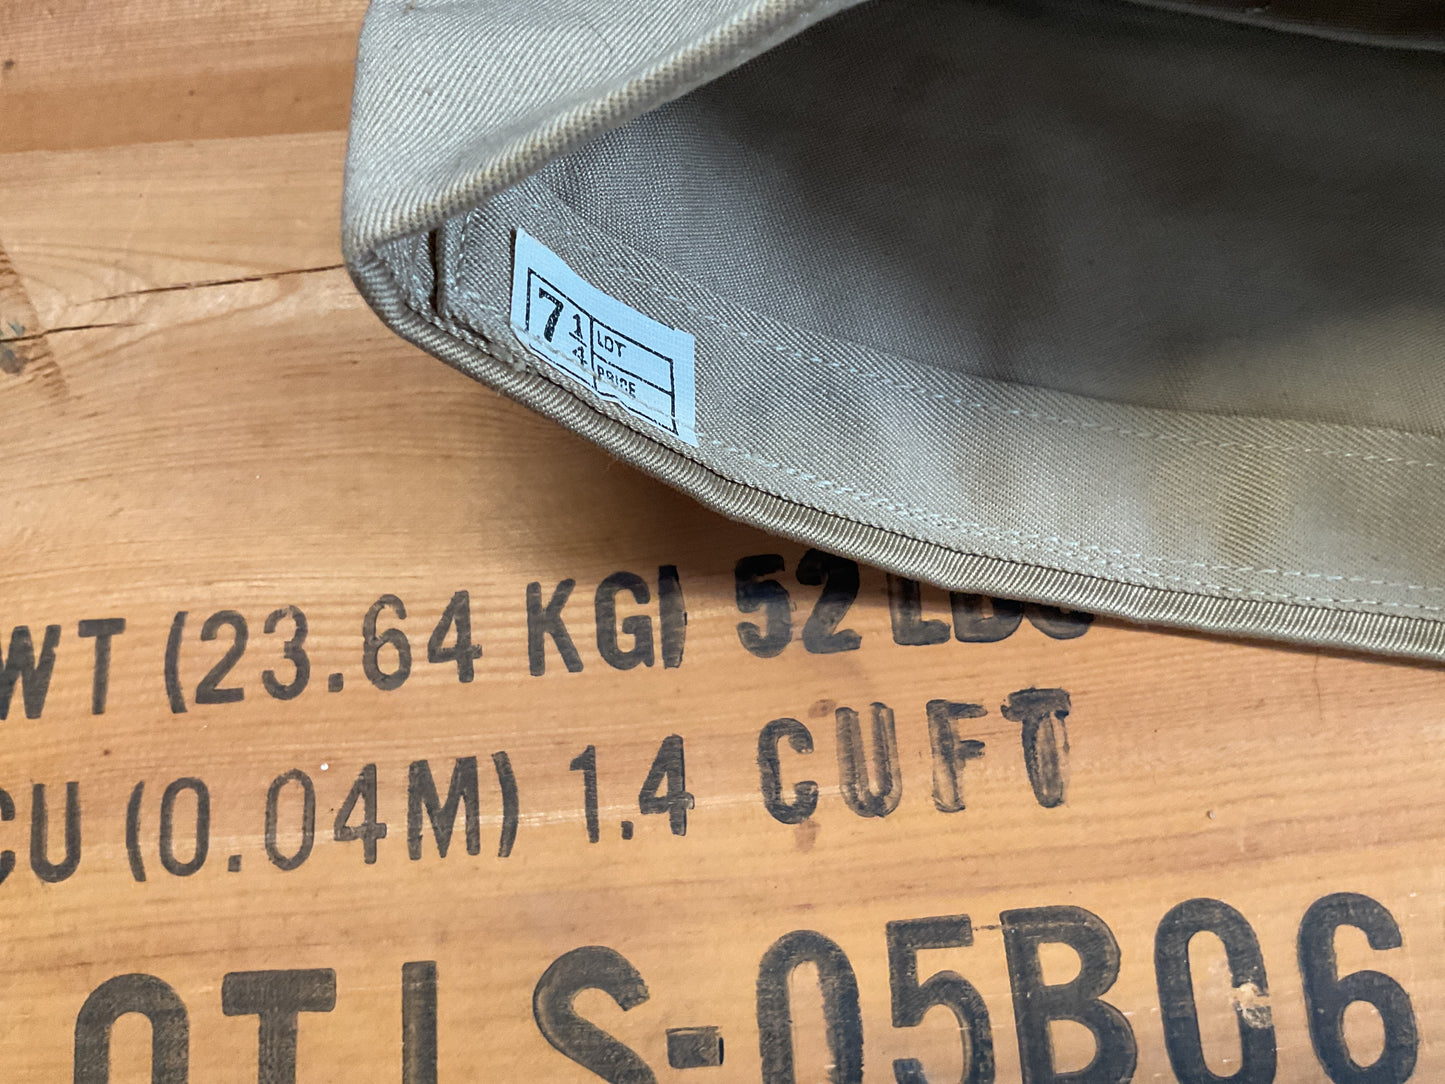 7 1/4 LOT
PRICE
WT (23.64 KG) 52 LBS
CU (0.04M) 1.4 CU FT
05B06